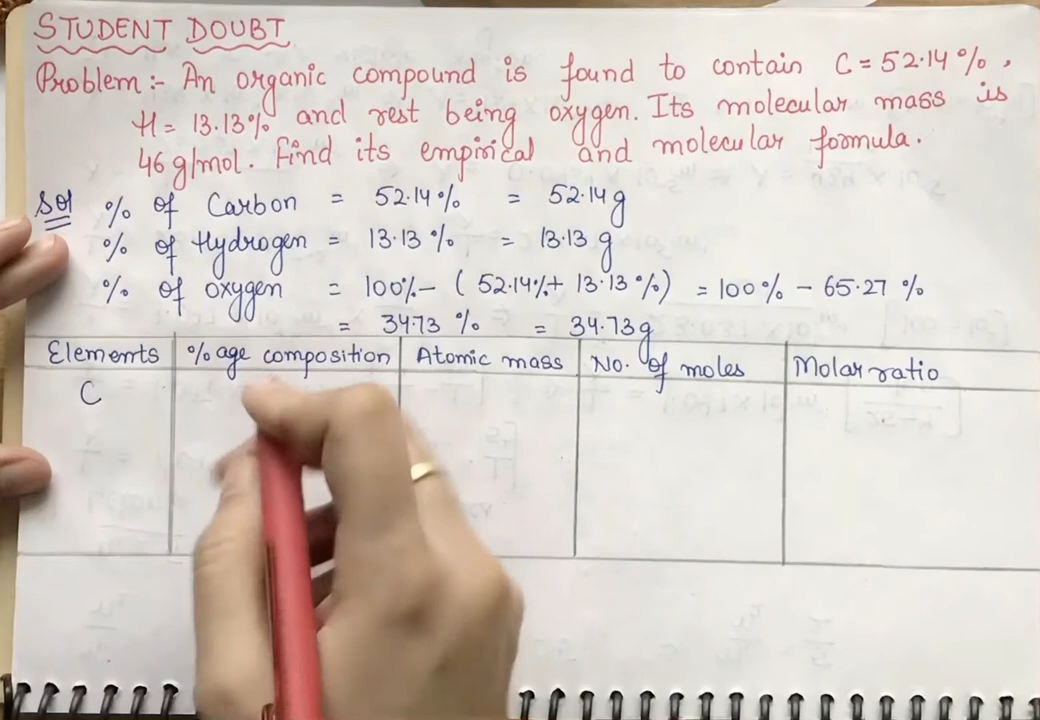 STUDENT DOUBT
Problem:- An organic compound is found to contain C = 52.14 %,
H = 13.13% and rest being oxygen. Its molecular mass is
46 g/mol. Find its empirical and molecular formula.
Sol % of Carbon = 52.14 % = 52.14 g
% of Hydrogen = 13.13 % = 13.13 g
% of oxygen = 100% - ( 52.14% + 13.13 %) = 100 % - 65.27 %
= 34.73 % = 34.73 g
Elements % age composition Atomic mass No. of moles Molar ratio
C